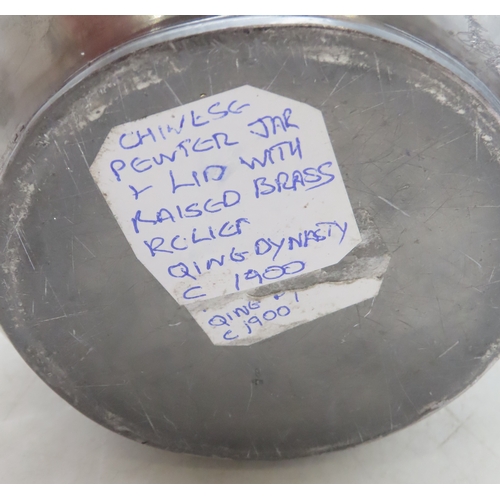 CHINESE
PEWTER JAR
+ LID WITH
RAISED BRASS
RELIEF
QING DYNASTY
C 1900
QING
C 1900